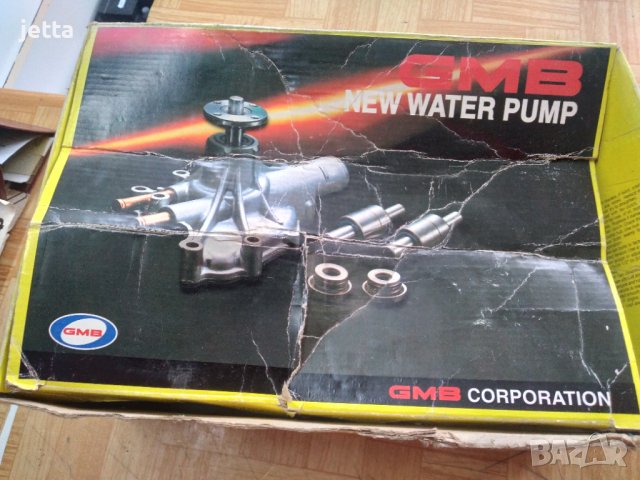 jetta
GMB
NEW WATER PUMP
GMB
GMB CORPORATION
BAZAR